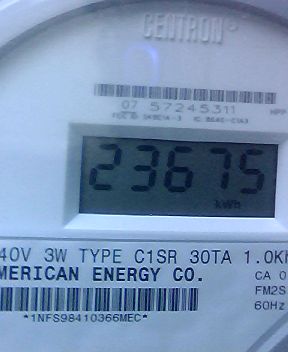 CENTRON®
07 57245311
23675
kWh
40V 3W TYPE C1SR 30TA 1.0Kh
MERICAN ENERGY CO.
CA 0
FM2S
60Hz
*1NFS98410366MEC*